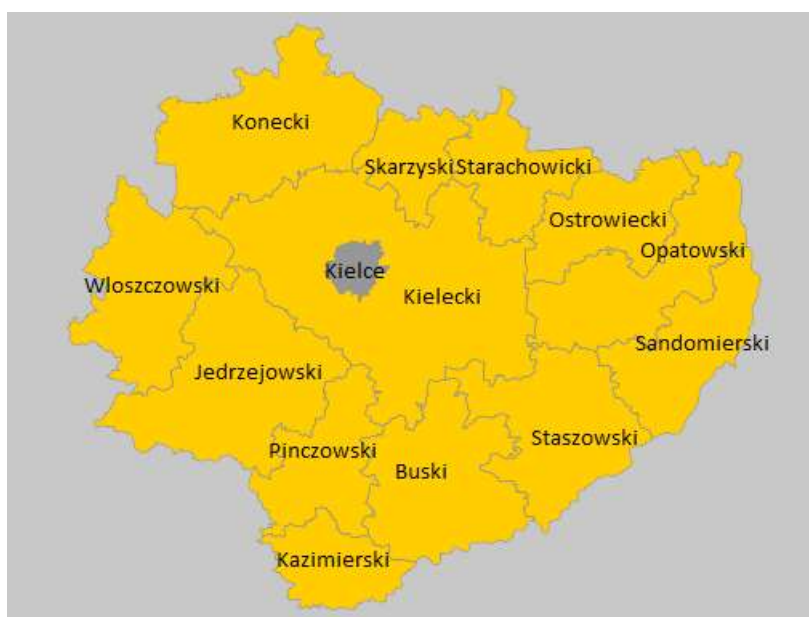 Konecki
Skarzyski
Starachowicki
Ostrowiecki
Opatowski
Kielce
Wloszczowski
Kielecki
Sandomierski
Jedrzejowski
Staszowski
Pinczowski
Buski
Kazimierski